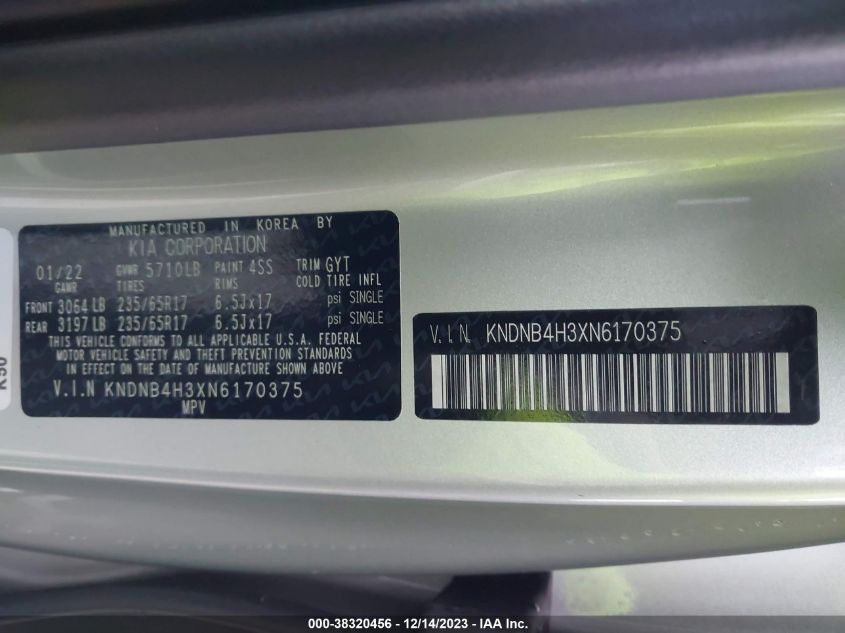 MANUFACTURED IN KOREA BY
KIA CORPORATION
01/22 GVWR 5710LB PAINT 4SS TRIM GYT
GAWR TIRES RIMS COLD TIRE INFL
FRONT 3064 LB 235/65R17 6.5Jx17 psi SINGLE
REAR 3197 LB 235/65R17 6.5Jx17 psi SINGLE
THIS VEHICLE CONFORMS TO ALL APPLICABLE U.S.A. FEDERAL
MOTOR VEHICLE SAFETY AND THEFT PREVENTION STANDARDS
IN EFFECT ON THE DATE OF MANUFACTURE SHOWN ABOVE
V.I.N KNDNB4H3XN6170375
MPV
V.I.N. KNDNB4H3XN6170375
K90
000-38320456 - 12/14/2023 - IAA Inc.